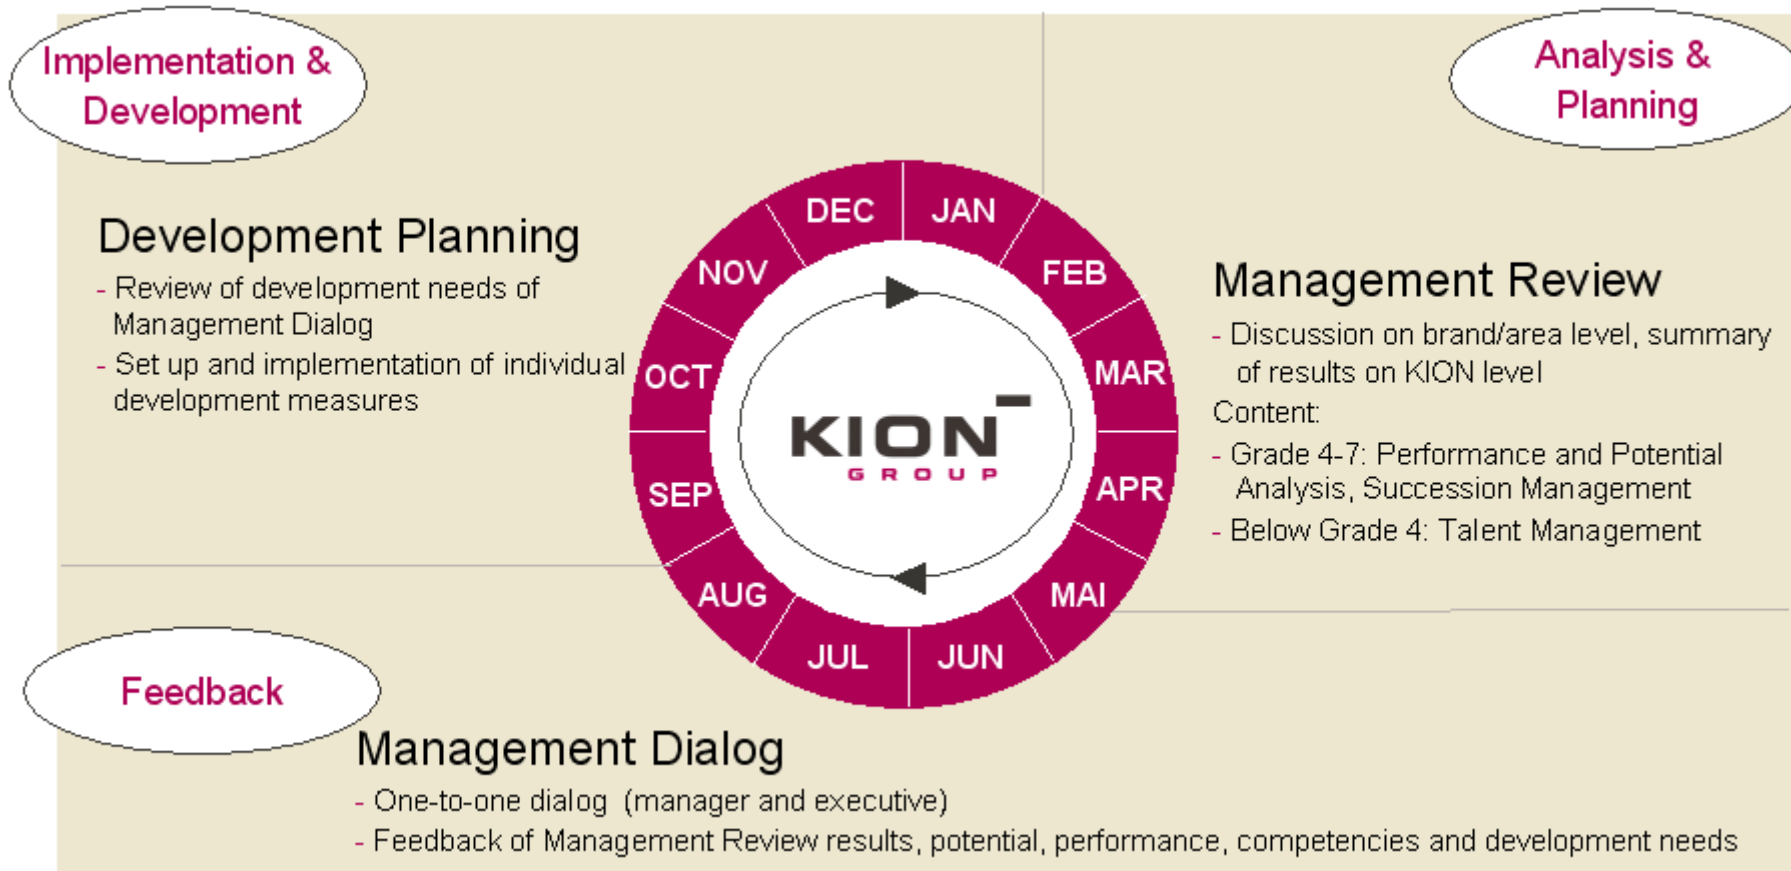 Implementation &
Development
Analysis &
Planning
Development Planning
- Review of development needs of
Management Dialog
- Set up and implementation of individual
development measures
DEC
JAN
NOV
FEB
OCT
MAR
SEP
APR
AUG
MAI
JUL
JUN
KION
GROUP
Management Review
- Discussion on brand/area level, summary
of results on KION level
Content:
- Grade 4-7: Performance and Potential
Analysis, Succession Management
- Below Grade 4: Talent Management
Feedback
Management Dialog
- One-to-one dialog (manager and executive)
- Feedback of Management Review results, potential, performance, competencies and development needs